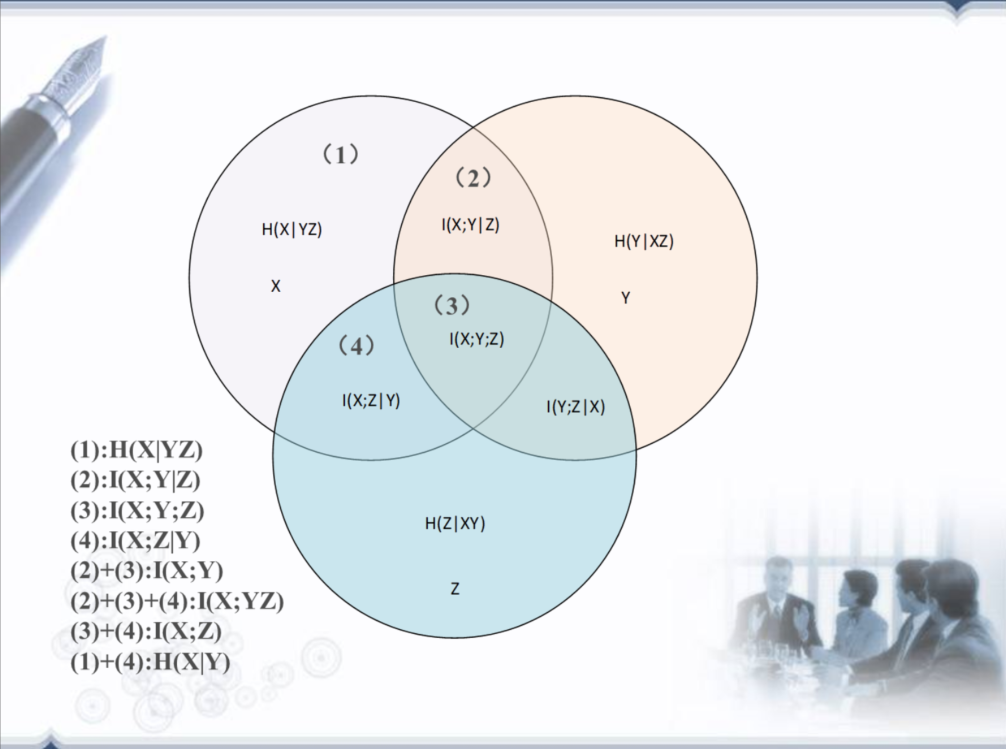 （1）
（2）
I(X;Y|Z)
H(X|YZ)
H(Y|XZ)
X
Y
（3）
I(X;Y;Z)
（4）
I(X;Z|Y)
I(Y;Z|X)
(1):H(X|YZ)
(2):I(X;Y|Z)
(3):I(X;Y;Z)
(4):I(X;Z|Y)
(2)+(3):I(X;Y)
(2)+(3)+(4):I(X;YZ)
(3)+(4):I(X;Z)
(1)+(4):H(X|Y)
H(Z|XY)
Z